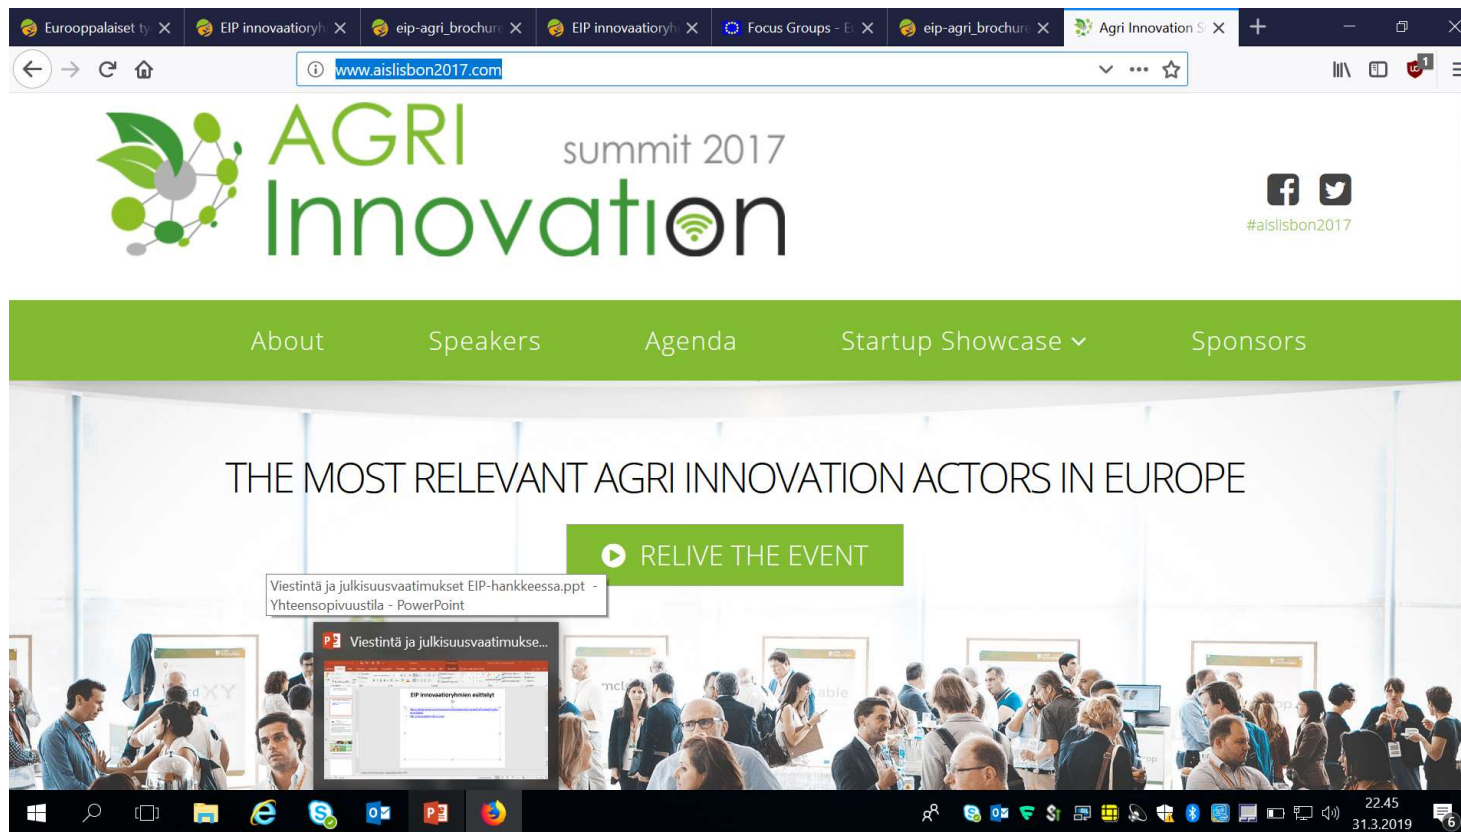 Eurooppalaiset ty
EIP innovaatioryh
eip-agri_brochure
EIP innovaatioryh
Focus Groups - Eu
eip-agri_brochure
Agri Innovation S
www.aislisbon2017.com
1
AGRI summit 2017
Innovation
#aislisbon2017
About Speakers Agenda Startup Showcase Sponsors
THE MOST RELEVANT AGRI INNOVATION ACTORS IN EUROPE
RELIVE THE EVENT
Viestintä ja julkisuusvaatimukset EIP-hankkeessa.ppt -
Yhteensopivuustila - PowerPoint
Viestintä ja julkisuusvaatimukse...
EIP innovaatioryhmien esittelyt
22.45
31.3.2019
6